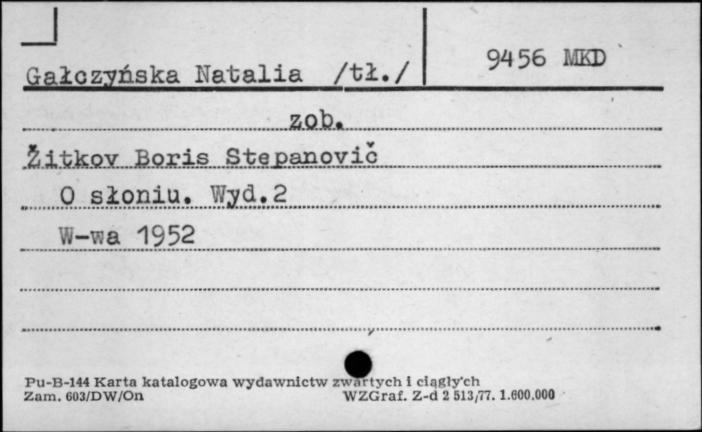 Gałczyńska Natalia /tł./ 9456 MKD
zob.
Žitkov Boris Stepanovič
O słoniu. Wyd.2
W-wa 1952
Pu-B-144 Karta katalogowa wydawnictw zwartych i ciągłych
Zam. 603/DW/On WZGraf. Z-d 2 513/77. 1.600.000